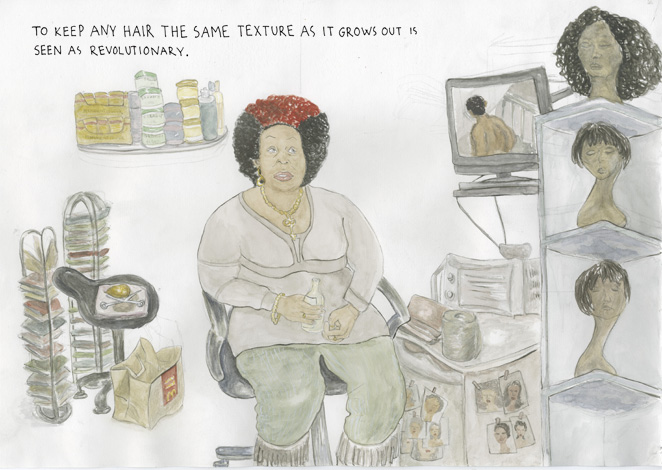 TO KEEP ANY HAIR THE SAME TEXTURE AS IT GROWS OUT IS
SEEN AS REVOLUTIONARY.